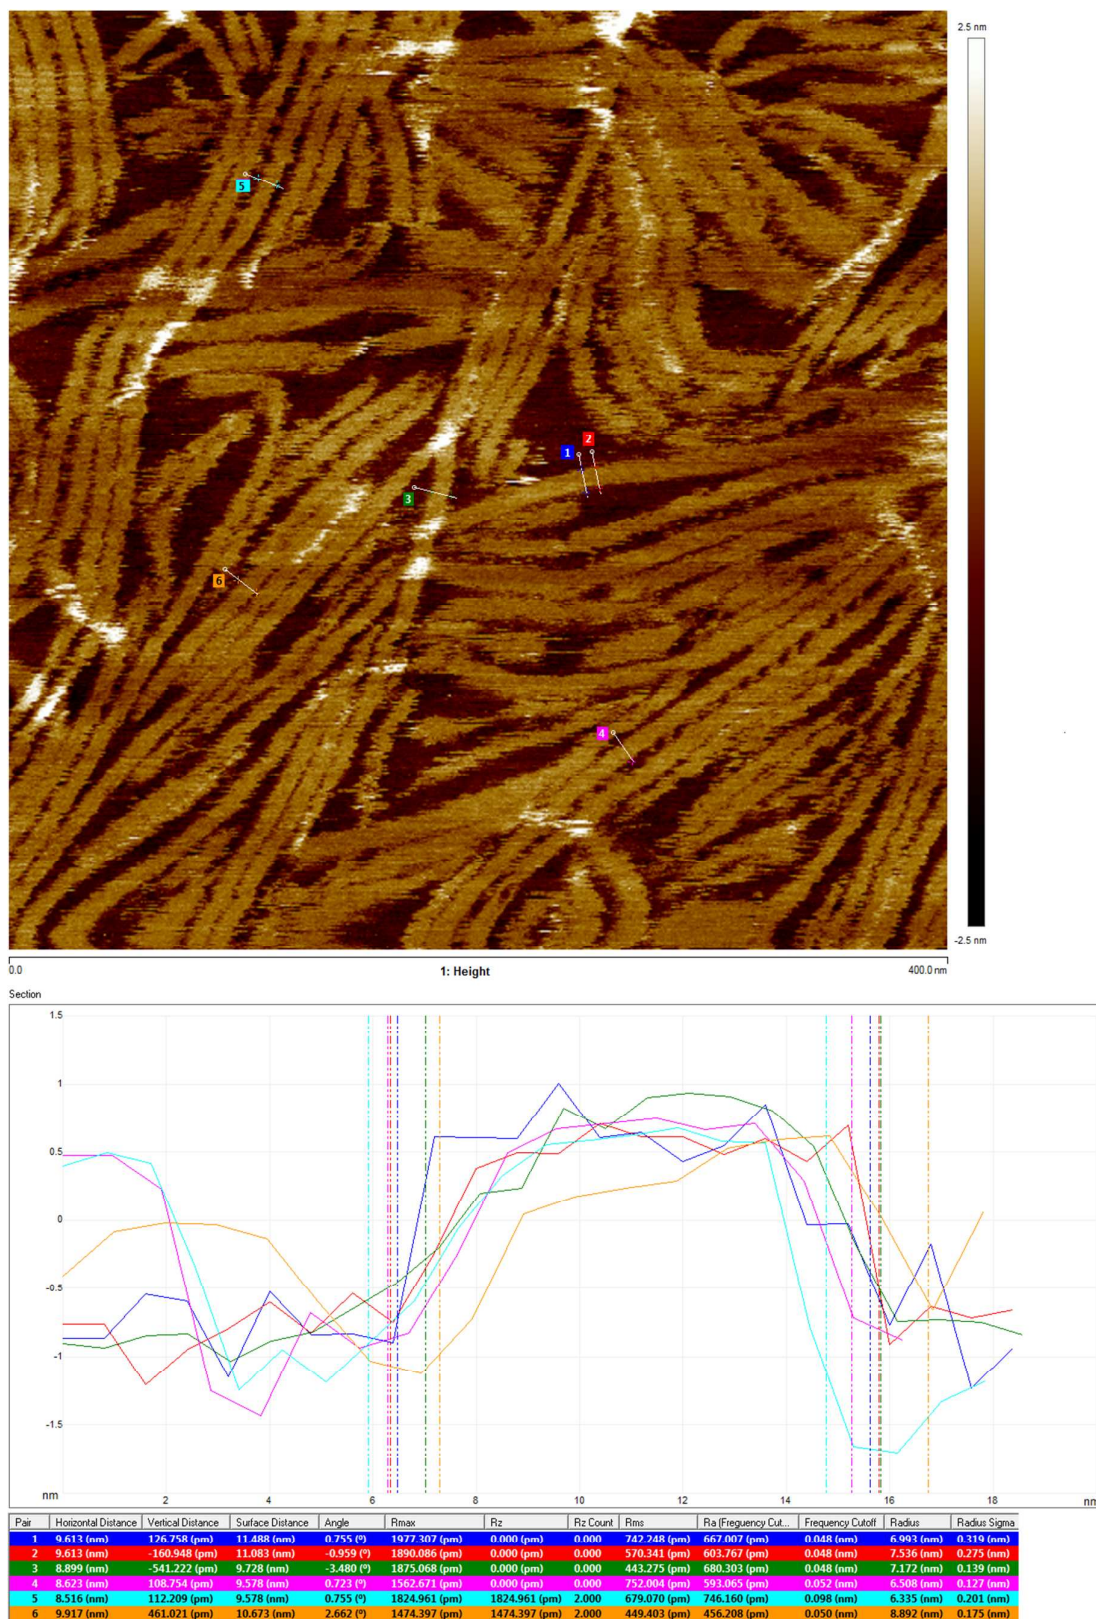 2.5 nm
5
1
2
3
6
4
-2.5 nm
0.0 1: Height 400.0 nm
Section
1.5
1
0.5
0
-0.5
-1
-1.5
nm 2 4 6 8 10 12 14 16 18 nm
Pair Horizontal Distance Vertical Distance Surface Distance Angle Rmax Rz Rz Count Rms Ra (Frequency Cut... Frequency Cutoff Radius Radius Sigma
1 9.613 (nm) 126.758 (pm) 11.488 (nm) 0.755 (º) 1977.307 (pm) 0.000 (pm) 0.000 742.248 (pm) 667.007 (pm) 0.048 (nm) 6.993 (nm) 0.319 (nm)
2 9.613 (nm) -160.948 (pm) 11.083 (nm) -0.959 (º) 1890.086 (pm) 0.000 (pm) 0.000 570.341 (pm) 603.767 (pm) 0.048 (nm) 7.536 (nm) 0.275 (nm)
3 8.899 (nm) -541.222 (pm) 9.728 (nm) -3.480 (º) 1875.068 (pm) 0.000 (pm) 0.000 443.275 (pm) 680.303 (pm) 0.048 (nm) 7.172 (nm) 0.139 (nm)
4 8.623 (nm) 108.754 (pm) 9.578 (nm) 0.723 (º) 1562.671 (pm) 0.000 (pm) 0.000 752.004 (pm) 593.065 (pm) 0.052 (nm) 6.508 (nm) 0.127 (nm)
5 8.516 (nm) 112.209 (pm) 9.578 (nm) 0.755 (º) 1824.961 (pm) 1824.961 (pm) 2.000 679.070 (pm) 746.160 (pm) 0.098 (nm) 6.335 (nm) 0.201 (nm)
6 9.917 (nm) 461.021 (pm) 10.673 (nm) 2.662 (º) 1474.397 (pm) 1474.397 (pm) 2.000 449.403 (pm) 456.208 (pm) 0.050 (nm) 8.892 (nm) 0.175 (nm)